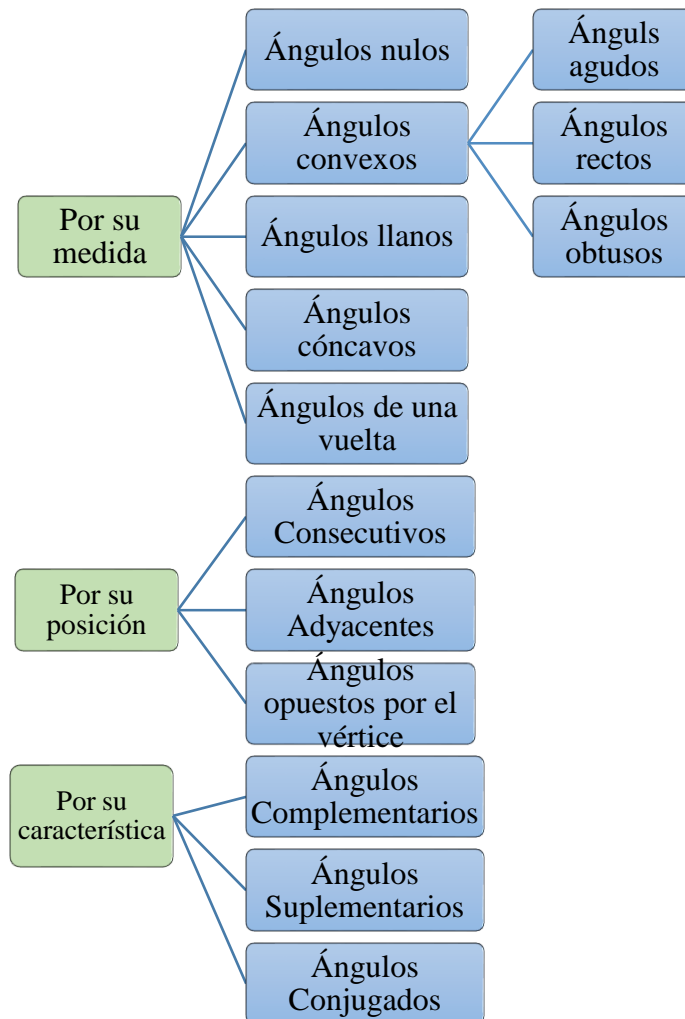 Por su
medida
Ángulos nulos
Ángulos
convexos
Ángulos llanos
Ángulos
cóncavos
Ángulos de una
vuelta
Ánguls
agudos
Ángulos
rectos
Ángulos
obtusos
Por su
posición
Ángulos
Consecutivos
Ángulos
Adyacentes
Ángulos
opuestos por el
vértice
Por su
característica
Ángulos
Complementarios
Ángulos
Suplementarios
Ángulos
Conjugados